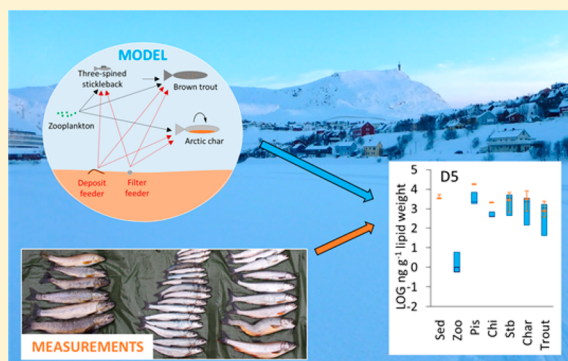 MODEL
Three-spined
stickleback
Brown trout
Zooplankton
Arctic char
Deposit
feeder
Filter
feeder
MEASUREMENTS
D5
LOG ng g⁻¹ lipid weight
5
4
3
2
1
0
-1
-2
Sed
Zoo
Pis
Chi
Stb
Char
Trout